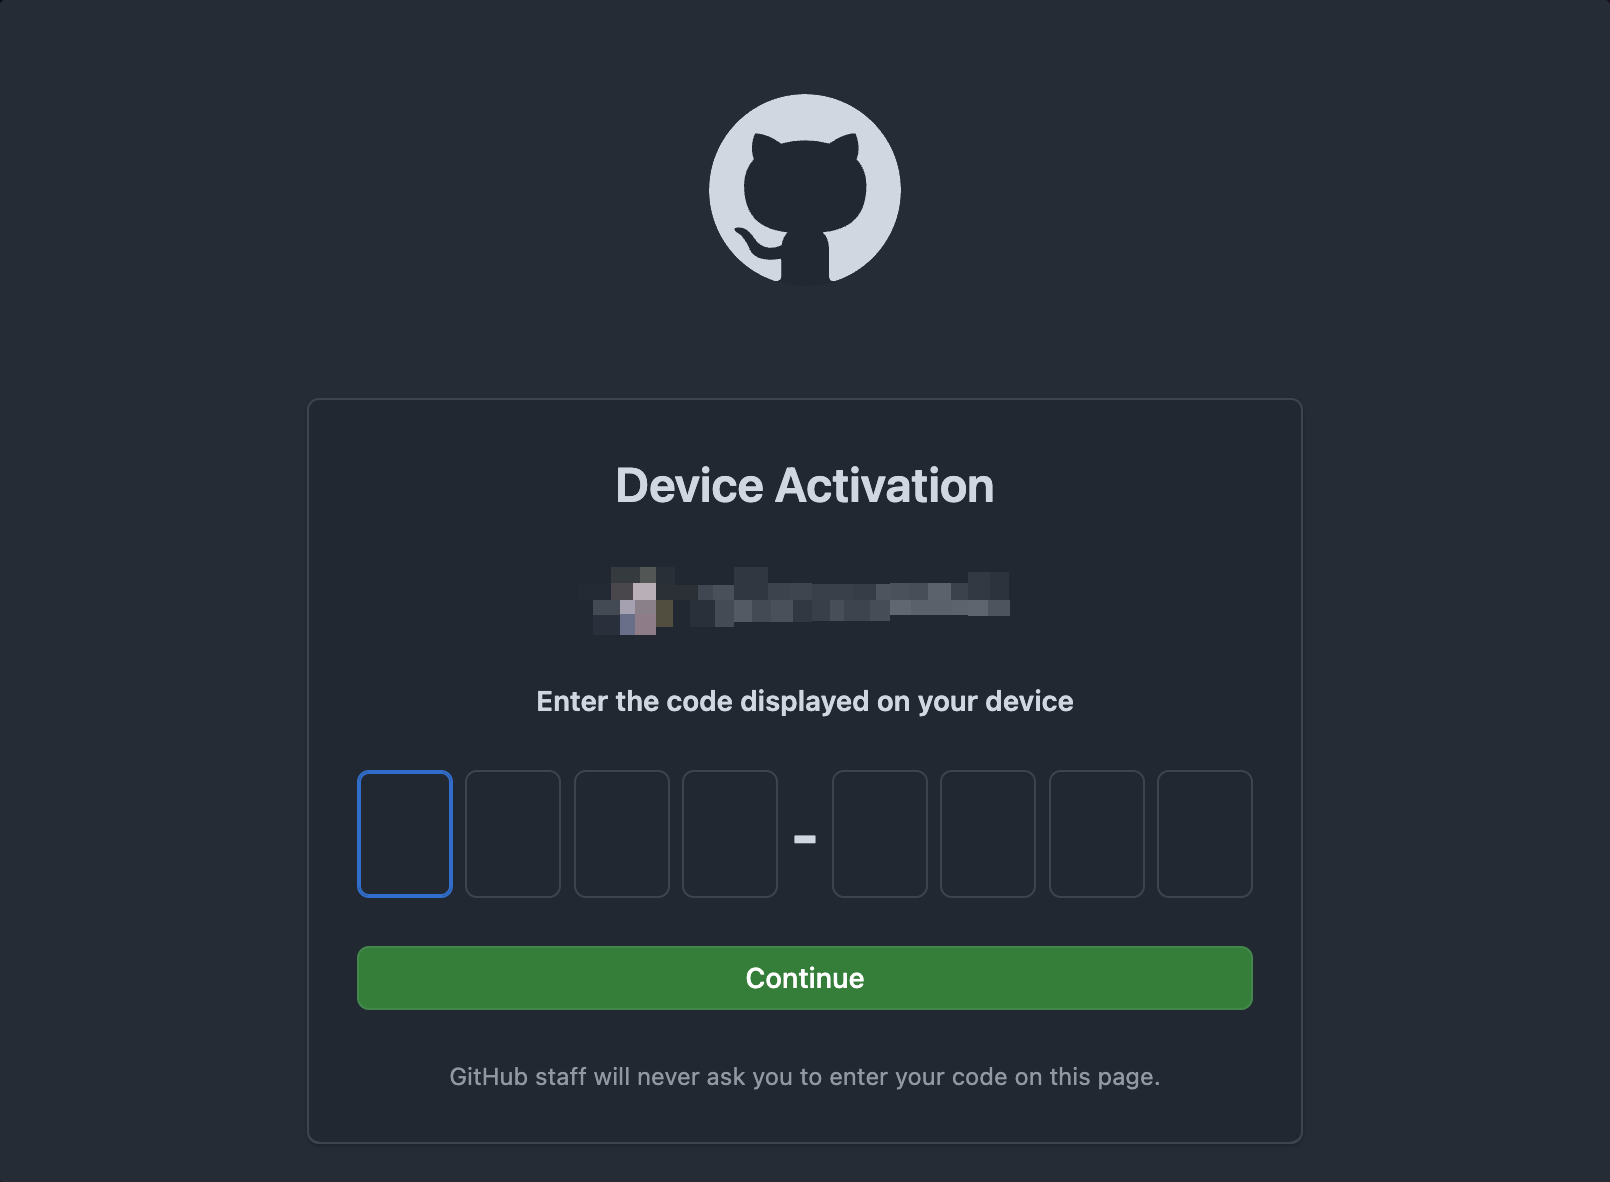 Device Activation
Enter the code displayed on your device
-
Continue
GitHub staff will never ask you to enter your code on this page.